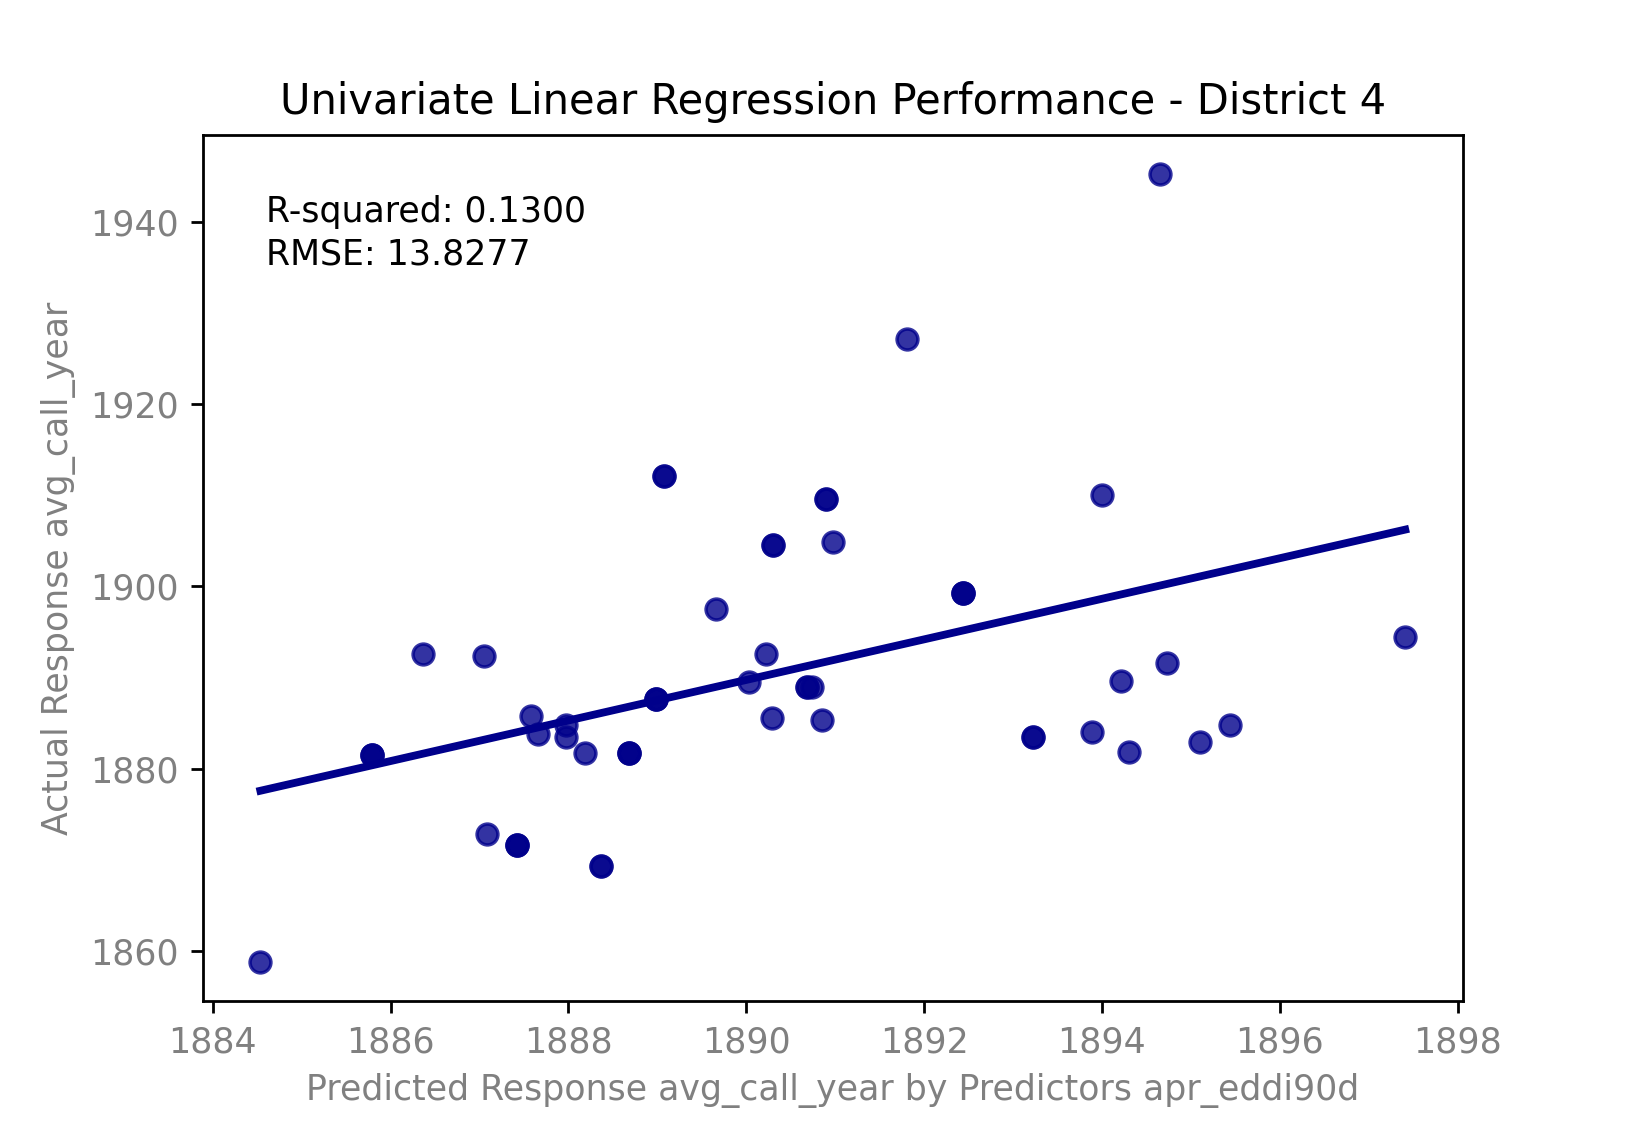 Univariate Linear Regression Performance - District 4
R-squared: 0.1300
RMSE: 13.8277
Actual Response avg_call_year
1940
1920
1900
1880
1860
1884 1886 1888 1890 1892 1894 1896 1898
Predicted Response avg_call_year by Predictors apr_eddi90d